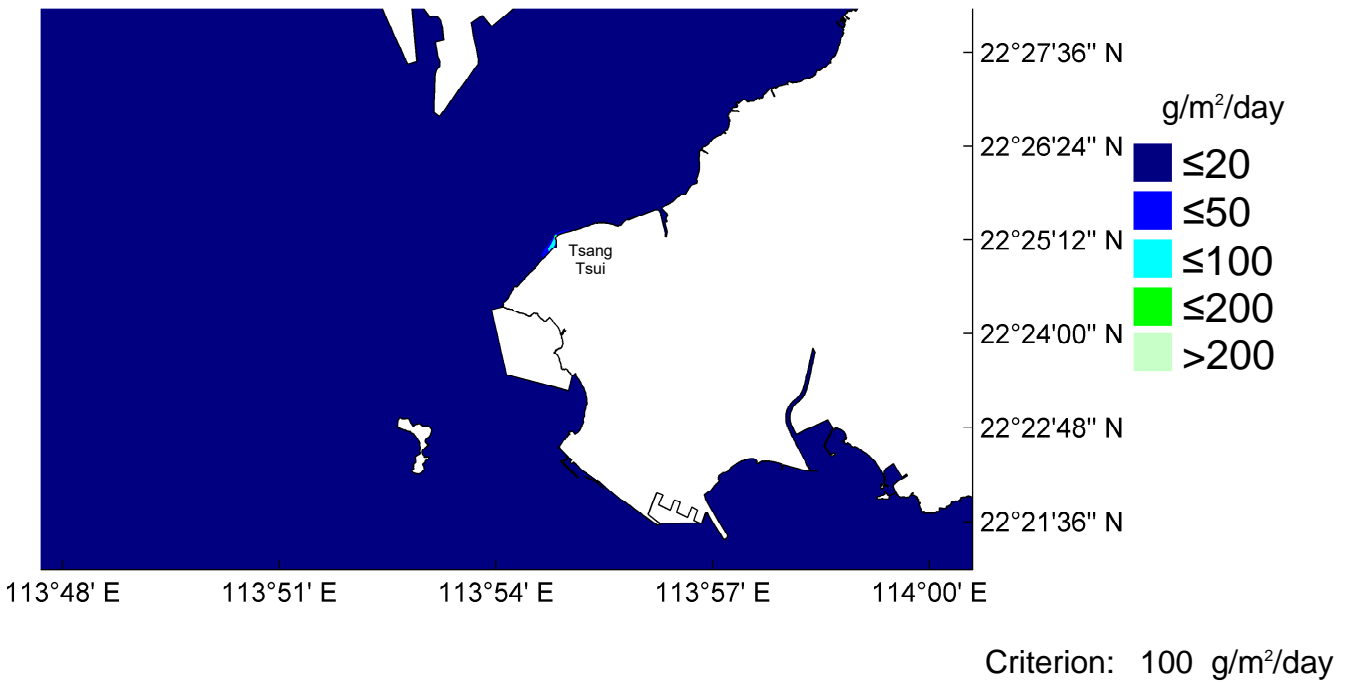 22°27'36" N
g/m²/day
22°26'24" N
≤20
≤50
22°25'12" N
Tsang
Tsui
≤100
≤200
22°24'00" N
>200
22°22'48" N
22°21'36" N
113°48' E 113°51' E 113°54' E 113°57' E 114°00' E
Criterion: 100 g/m²/day